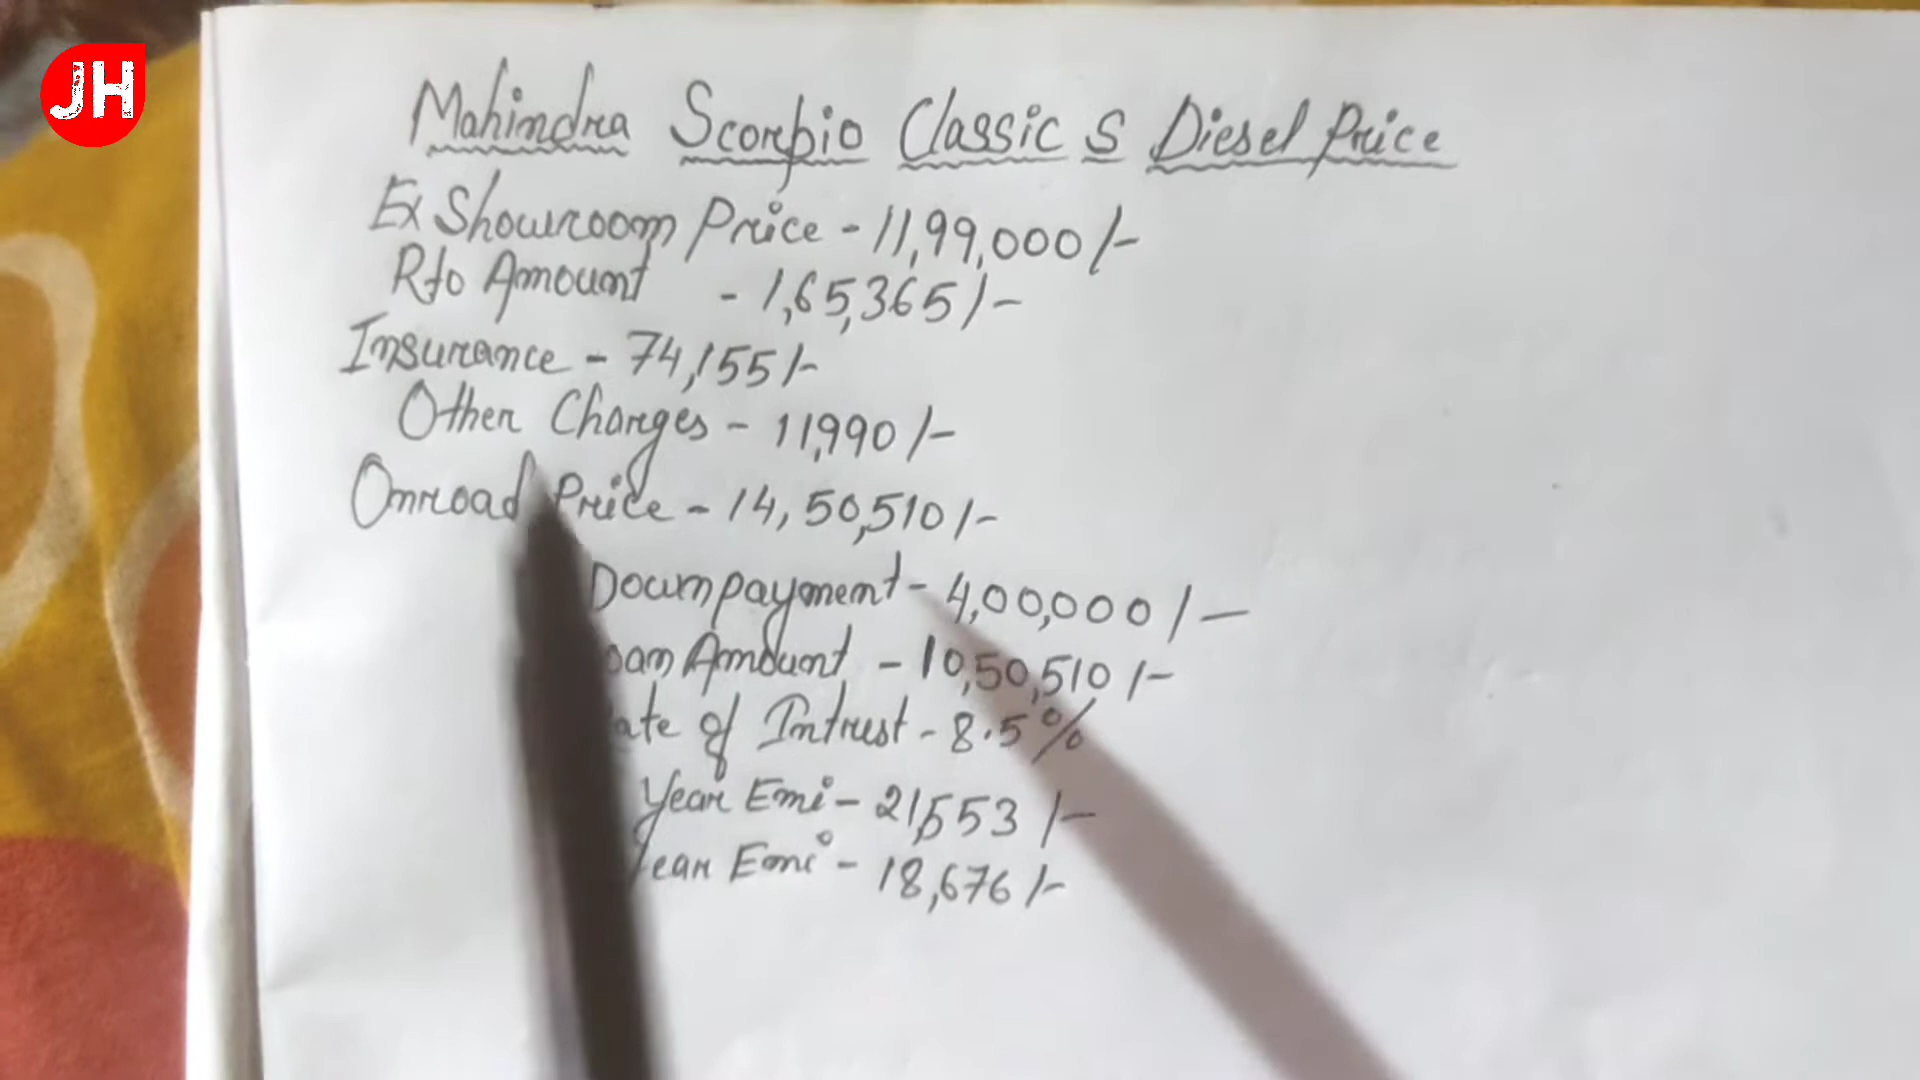 JH
Mahindra Scorpio Classic S Diesel Price
Ex Showroom Price - 11,99,000/-
Rto Amount - 1,65,365/-
Insurance - 74,155/-
Other Charges - 11,990/-
Onroad Price - 14,50,510/-
Downpayment - 4,00,000/-
Amount - 10,50,510/-
of Intrest - 8.5%
Year Emi - 21,553/-
Year Emi - 18,676/-